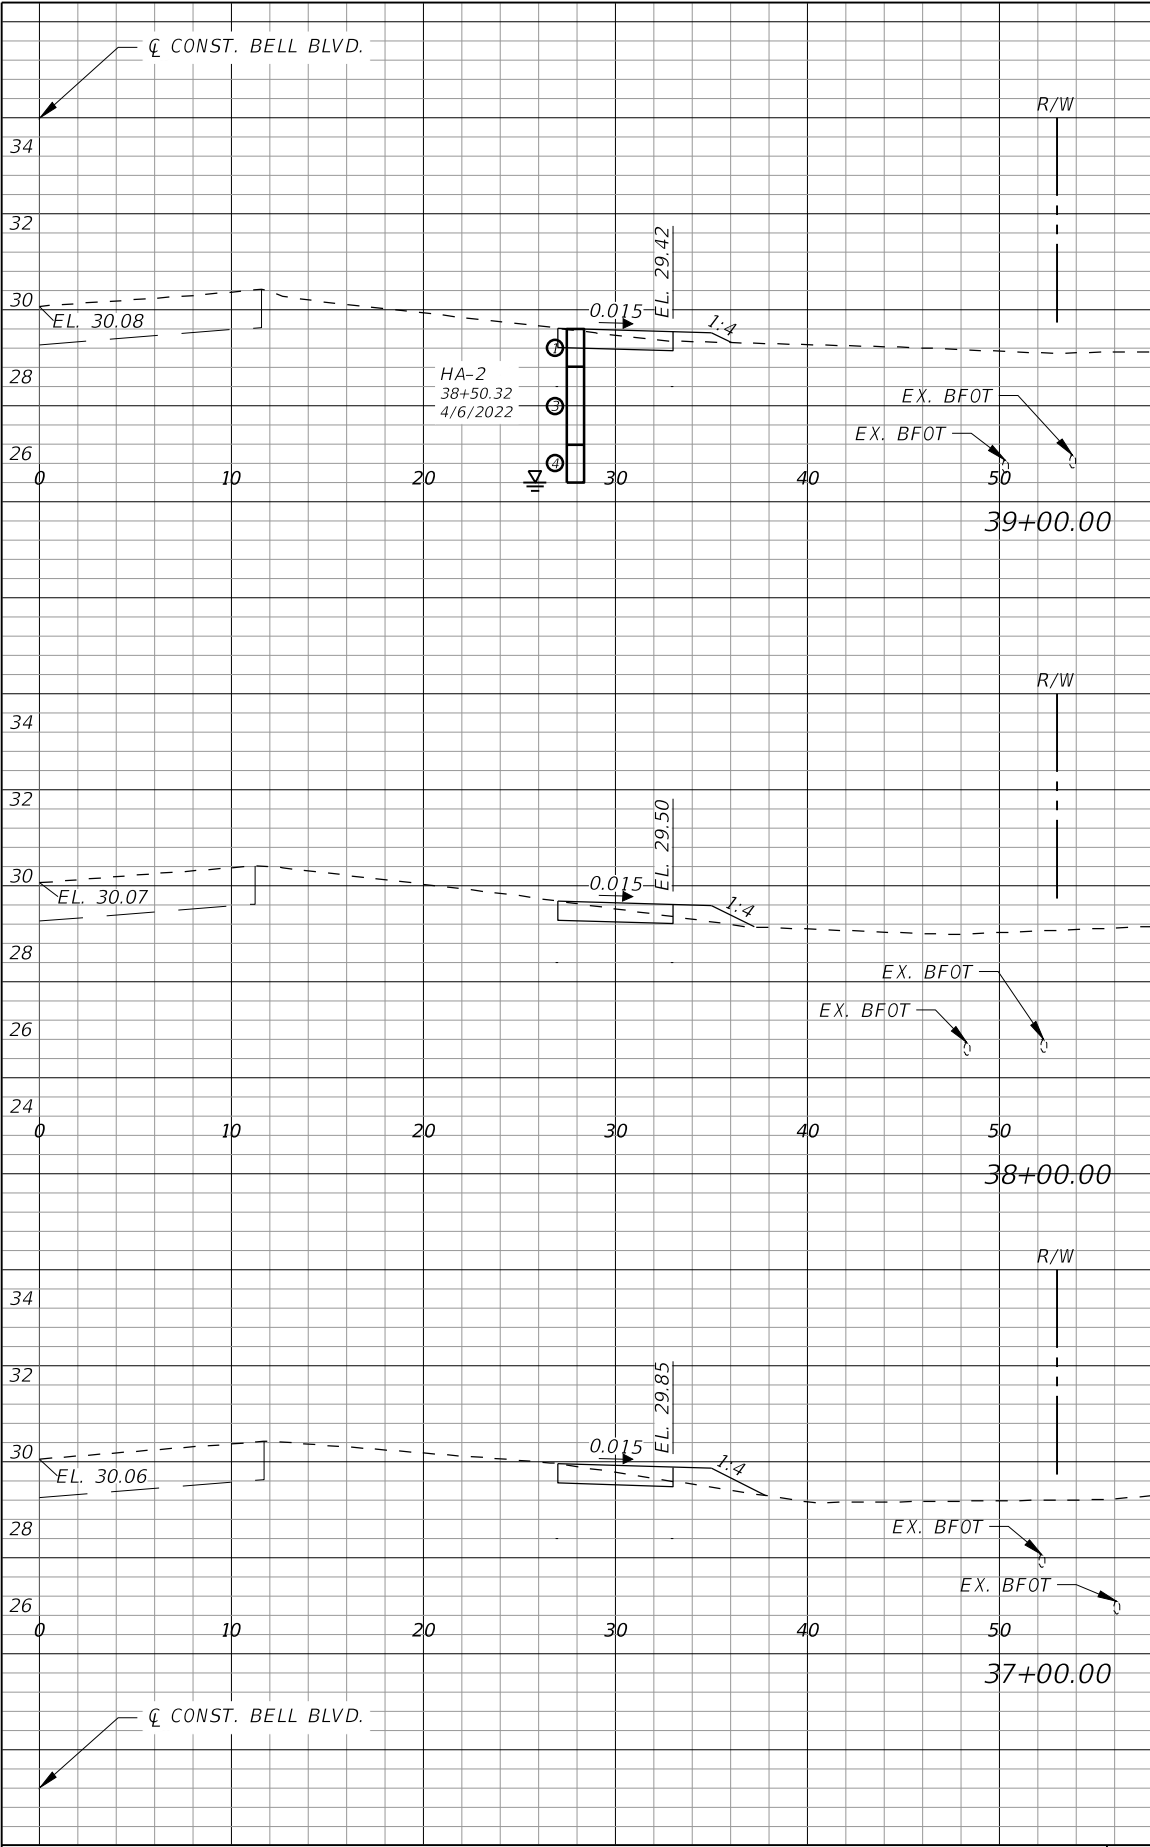 ℄ CONST. BELL BLVD.
R/W
34
32
EL. 29.42
30
0.015
1:4
EL. 30.08
1
28
HA-2
38+50.32
4/6/2022
3
EX. BFOT
EX. BFOT
26
4
0 10 20 30 40 50
39+00.00
R/W
34
32
EL. 29.50
30
0.015
1:4
EL. 30.07
28
EX. BFOT
EX. BFOT
26
24
0 10 20 30 40 50
38+00.00
R/W
34
32
EL. 29.85
30
0.015
1:4
EL. 30.06
28
EX. BFOT
EX. BFOT
26
0 10 20 30 40 50
37+00.00
℄ CONST. BELL BLVD.